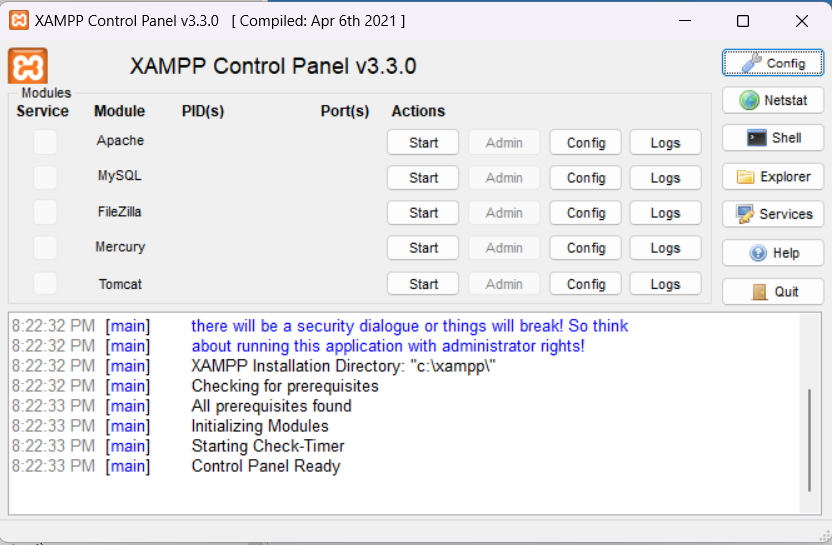 XAMPP Control Panel v3.3.0 [ Compiled: Apr 6th 2021 ]
XAMPP Control Panel v3.3.0
Config
Modules
Service Module PID(s) Port(s) Actions
Netstat
Apache Start Admin Config Logs
Shell
MySQL Start Admin Config Logs
Explorer
FileZilla Start Admin Config Logs
Services
Mercury Start Admin Config Logs
Help
Tomcat Start Admin Config Logs
Quit
8:22:32 PM [main] there will be a security dialogue or things will break! So think
8:22:32 PM [main] about running this application with administrator rights!
8:22:32 PM [main] XAMPP Installation Directory: "c:\xampp\"
8:22:32 PM [main] Checking for prerequisites
8:22:33 PM [main] All prerequisites found
8:22:33 PM [main] Initializing Modules
8:22:33 PM [main] Starting Check-Timer
8:22:33 PM [main] Control Panel Ready